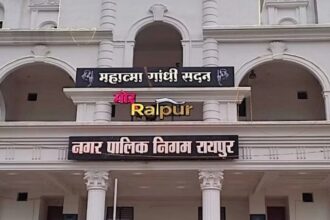 महात्मा गांधी सदन
मोर
Raipur
नगर पालिक निगम रायपुर